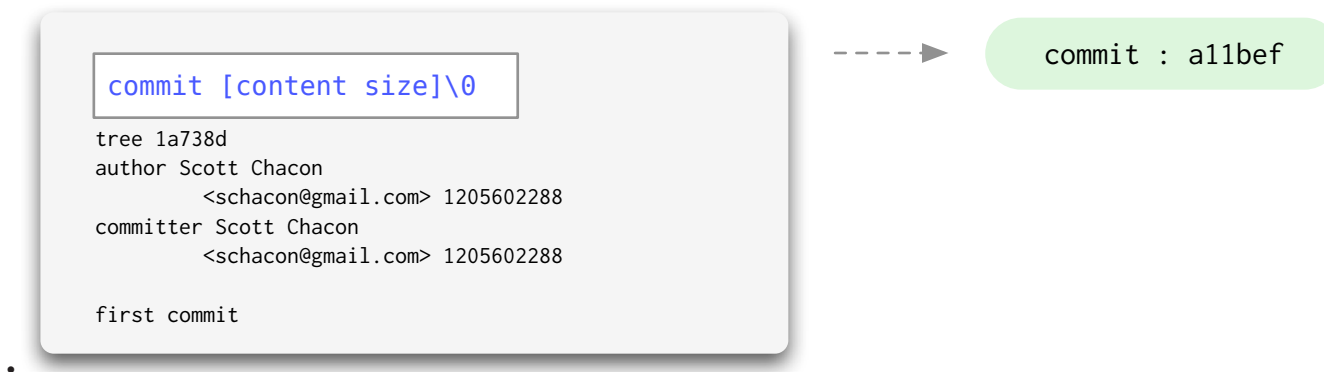 commit [content size]\0
tree 1a738d
author Scott Chacon
<schacon@gmail.com> 1205602288
committer Scott Chacon
<schacon@gmail.com> 1205602288
first commit
commit : a11bef